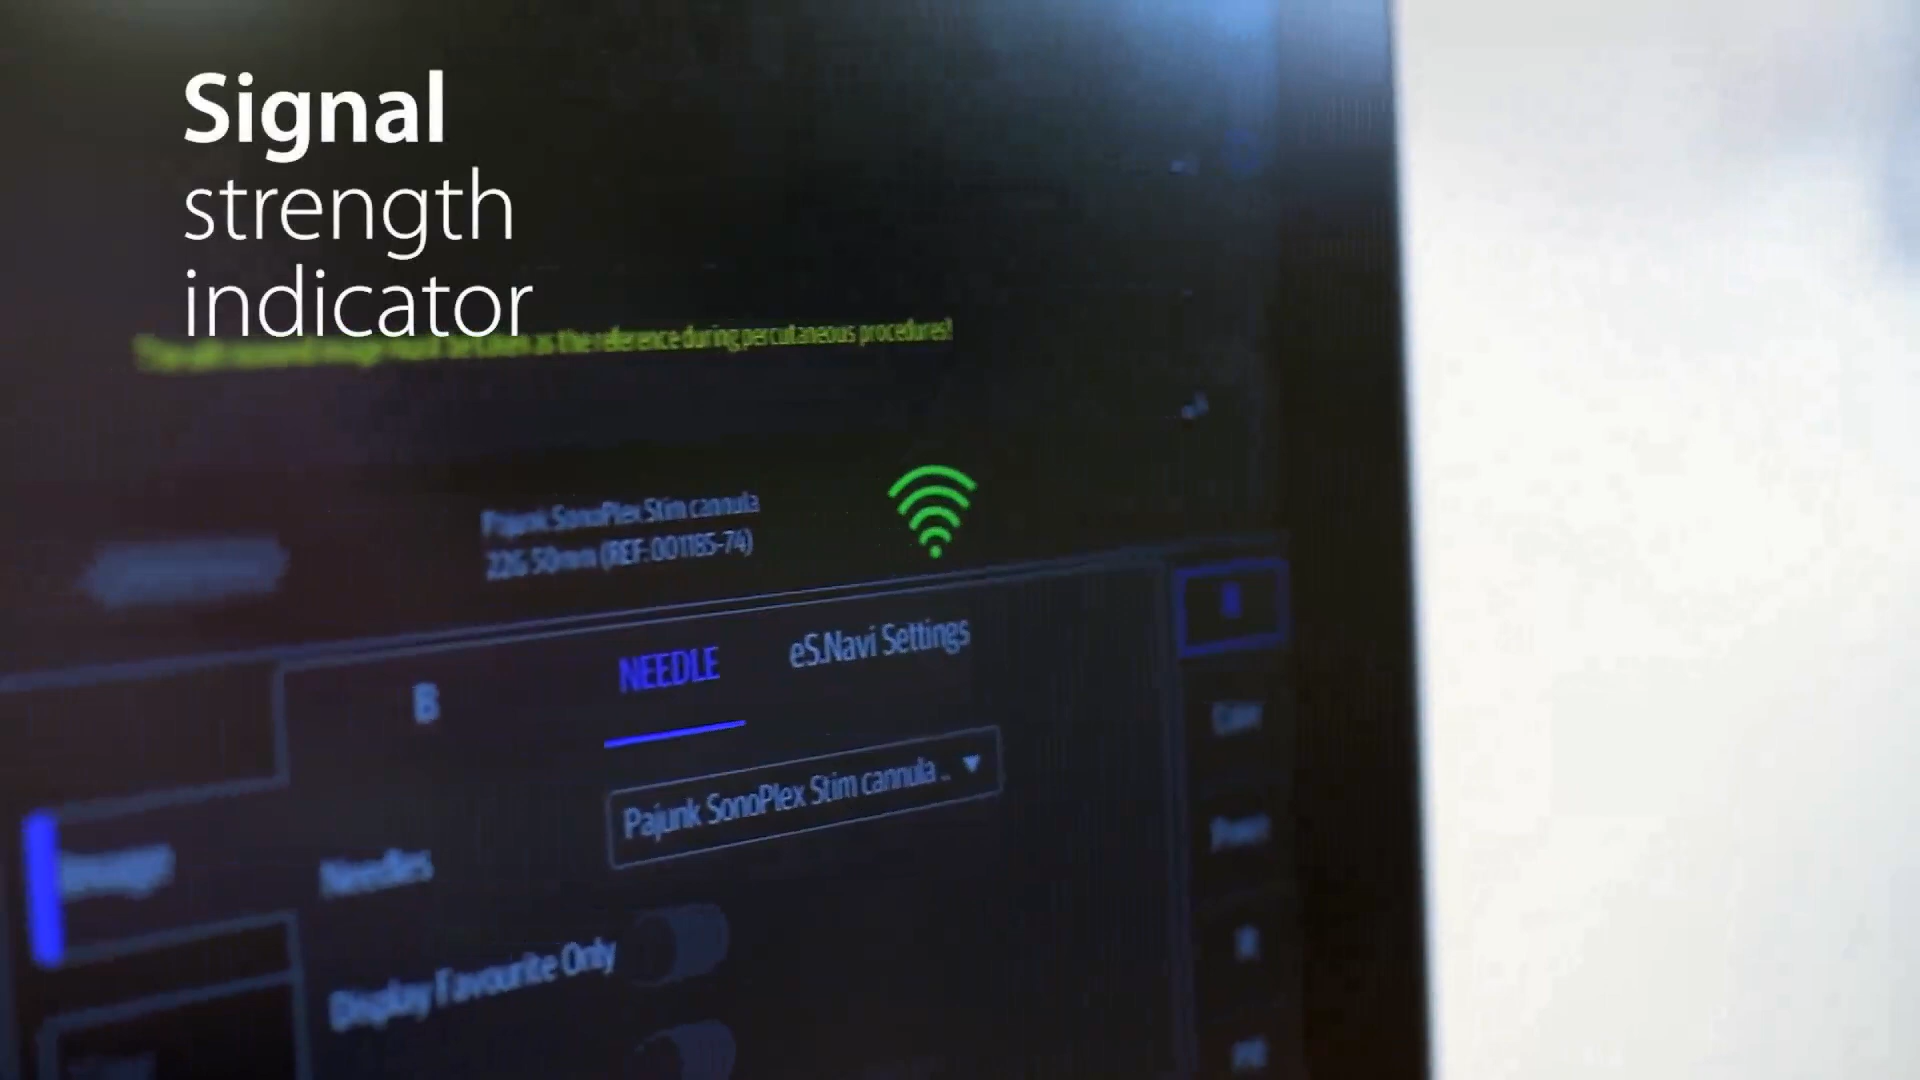 Signal
strength
indicator
as the reference during percutaneous procedures!
Pajunk SonoPlex Stim cannula
22G 50mm (REF: 001185-74)
B
NEEDLE
eS.Navi Settings
Pajunk SonoPlex Stim cannula ..
Needles
Display Favourite Only